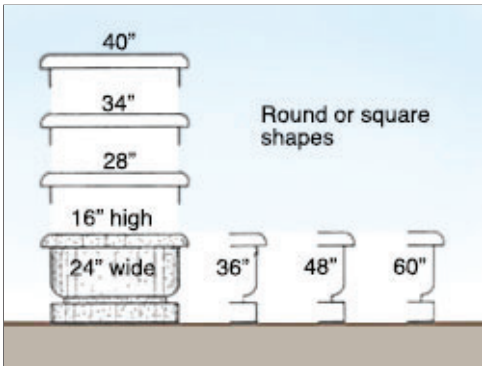 40”
34”
Round or square
shapes
28”
16” high
24” wide
36”
48”
60”